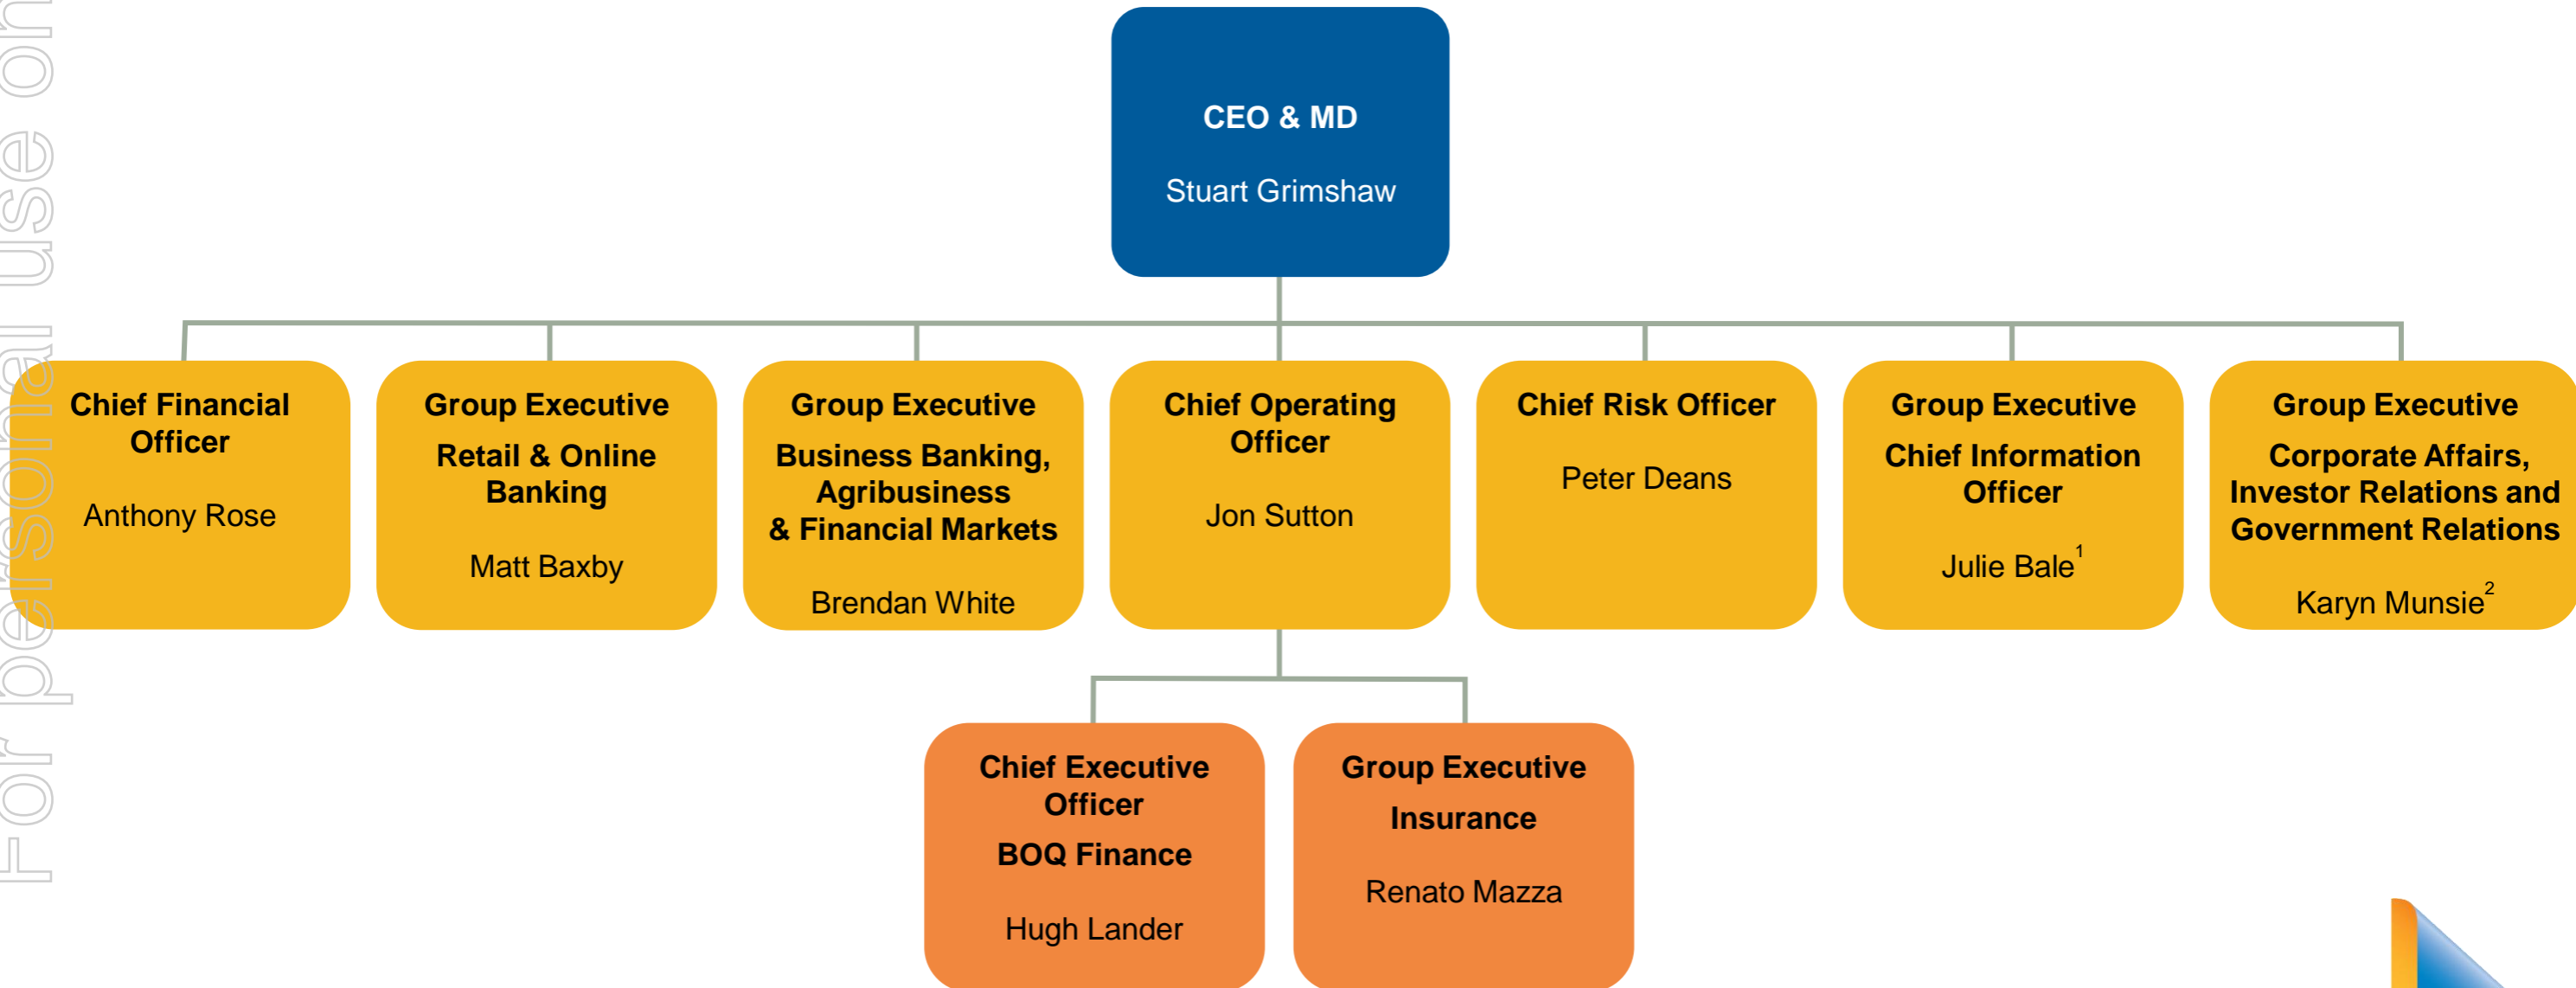 CEO & MD
Stuart Grimshaw
Chief Financial
Officer
Anthony Rose
Group Executive
Retail & Online
Banking
Matt Baxby
Group Executive
Business Banking,
Agribusiness
& Financial Markets
Brendan White
Chief Operating
Officer
Jon Sutton
Chief Risk Officer
Peter Deans
Group Executive
Chief Information
Officer
Julie Bale1
Group Executive
Corporate Affairs,
Investor Relations and
Government Relations
Karyn Munsie2
Chief Executive
Officer
BOQ Finance
Hugh Lander
Group Executive
Insurance
Renato Mazza
For personal use on